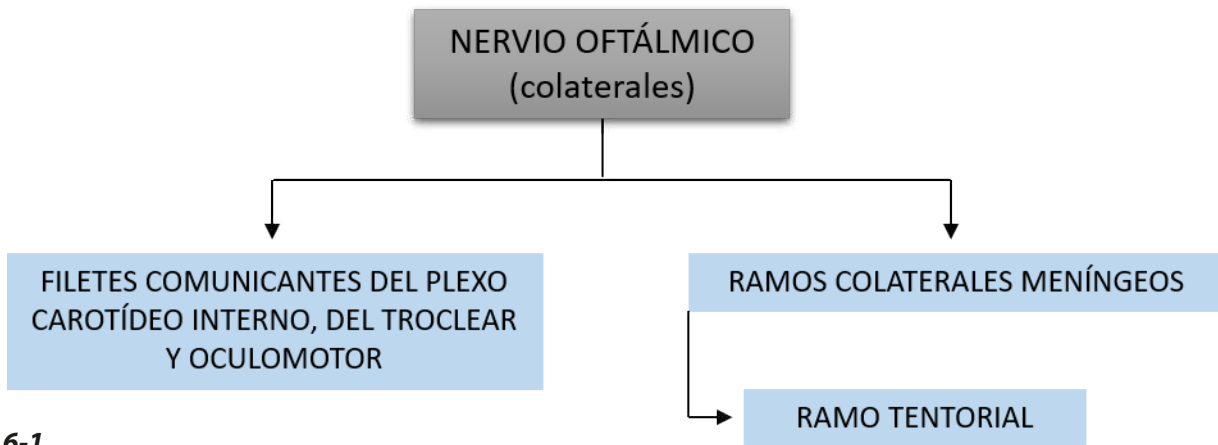 NERVIO OFTÁLMICO
(colaterales)
FILETES COMUNICANTES DEL PLEXO
CAROTÍDEO INTERNO, DEL TROCLEAR
Y OCULOMOTOR
RAMOS COLATERALES MENÍNGEOS
RAMO TENTORIAL
6-1